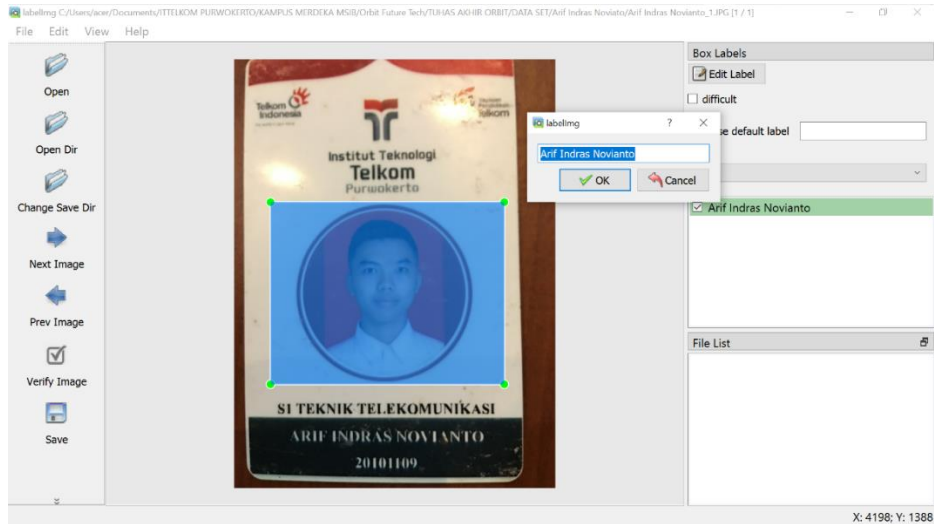 labelImg C:/Users/acer/Documents/ITTELKOM PURWOKERTO/KAMPUS MERDEKA MSIB/Orbit Future Tech/TUHAS AKHIR ORBIT/DATA SET/Arif Indras Noviato/Arif Indras Novianto_1.JPG [1 / 1]
File Edit View Help
Open
Open Dir
Change Save Dir
Next Image
Prev Image
Verify Image
Save
Telkom
Indonesia
Telkom
Institut Teknologi
Telkom
Purwokerto
S1 TEKNIK TELEKOMUNIKASI
ARIF INDRAS NOVIANTO
20101109
labelImg
Arif Indras Novianto
OK Cancel
Box Labels
Edit Label
difficult
se default label
Arif Indras Novianto
File List
X: 4198; Y: 1388